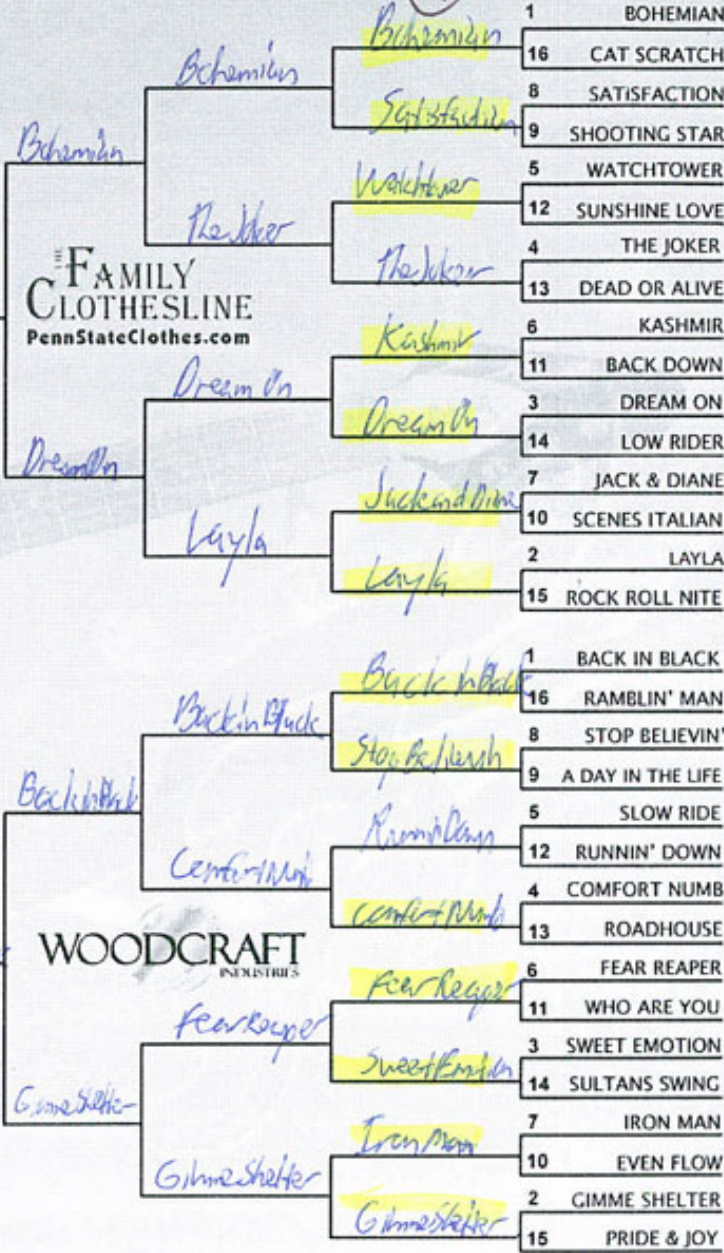 1 BOHEMIAN
Bohemian
16 CAT SCRATCH
Bohemian
8 SATISFACTION
Satisfaction
9 SHOOTING STAR
Bohemian
5 WATCHTOWER
Watchtower
12 SUNSHINE LOVE
The Joker
4 THE JOKER
The Joker
13 DEAD OR ALIVE
THE FAMILY
CLOTHESLINE
PennStateClothes.com
6 KASHMIR
Kashmir
11 BACK DOWN
Dream On
3 DREAM ON
Dream On
14 LOW RIDER
Dream On
7 JACK & DIANE
Jack and Diane
10 SCENES ITALIAN
Layla
2 LAYLA
Layla
15 ROCK ROLL NITE
1 BACK IN BLACK
Back in Black
16 RAMBLIN' MAN
Back in Black
8 STOP BELIEVIN'
Stop Believin
9 A DAY IN THE LIFE
Back in Black
5 SLOW RIDE
Runnin Down
12 RUNNIN' DOWN
Comfort Numb
4 COMFORT NUMB
Comfort Numb
13 ROADHOUSE
WOODCRAFT
INDUSTRIES
6 FEAR REAPER
Fear Reaper
11 WHO ARE YOU
Fear Reaper
3 SWEET EMOTION
Sweet Emotion
14 SULTANS SWING
Gimme Shelter
7 IRON MAN
Iron Man
10 EVEN FLOW
Gimme Shelter
2 GIMME SHELTER
Gimme Shelter
15 PRIDE & JOY